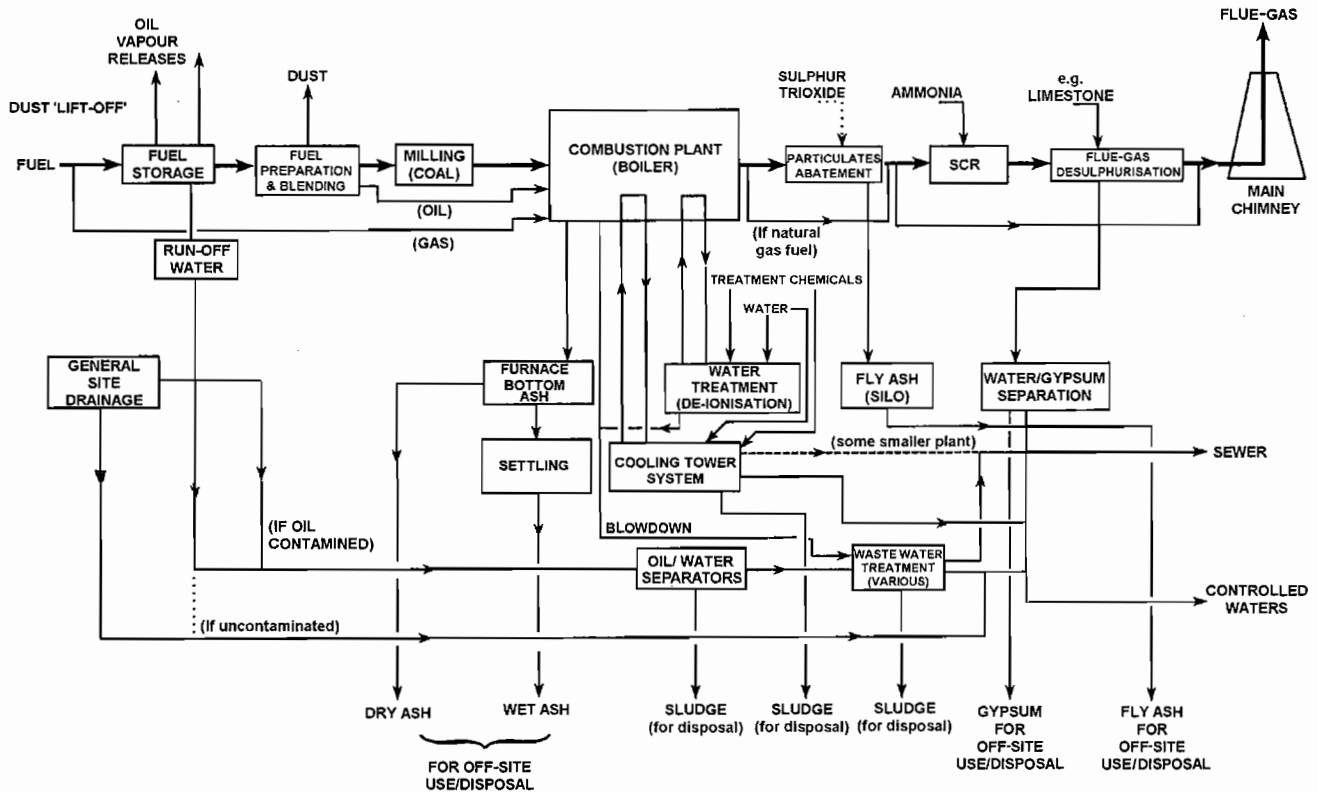 FLUE-GAS
OIL
VAPOUR
RELEASES
DUST
SULPHUR
TRIOXIDE
AMMONIA
e.g.
LIMESTONE
DUST 'LIFT-OFF'
FUEL
FUEL
STORAGE
FUEL
PREPARATION
& BLENDING
MILLING
(COAL)
COMBUSTION PLANT
(BOILER)
PARTICULATES
ABATEMENT
SCR
FLUE-GAS
DESULPHURISATION
MAIN
CHIMNEY
(OIL)
(GAS)
(If natural
gas fuel)
RUN-OFF
WATER
TREATMENT CHEMICALS
WATER
GENERAL
SITE
DRAINAGE
FURNACE
BOTTOM
ASH
WATER
TREATMENT
(DE-IONISATION)
FLY ASH
(SILO)
WATER/GYPSUM
SEPARATION
SETTLING
COOLING TOWER
SYSTEM
(some smaller plant)
SEWER
(IF OIL
CONTAMINED)
BLOWDOWN
OIL/ WATER
SEPARATORS
WASTE WATER
TREATMENT
(VARIOUS)
CONTROLLED
WATERS
(If uncontaminated)
DRY ASH
WET ASH
SLUDGE
(for disposal)
SLUDGE
(for disposal)
SLUDGE
(for disposal)
GYPSUM
FOR
OFF-SITE
USE/DISPOSAL
FLY ASH
FOR
OFF-SITE
USE/DISPOSAL
FOR OFF-SITE
USE/DISPOSAL